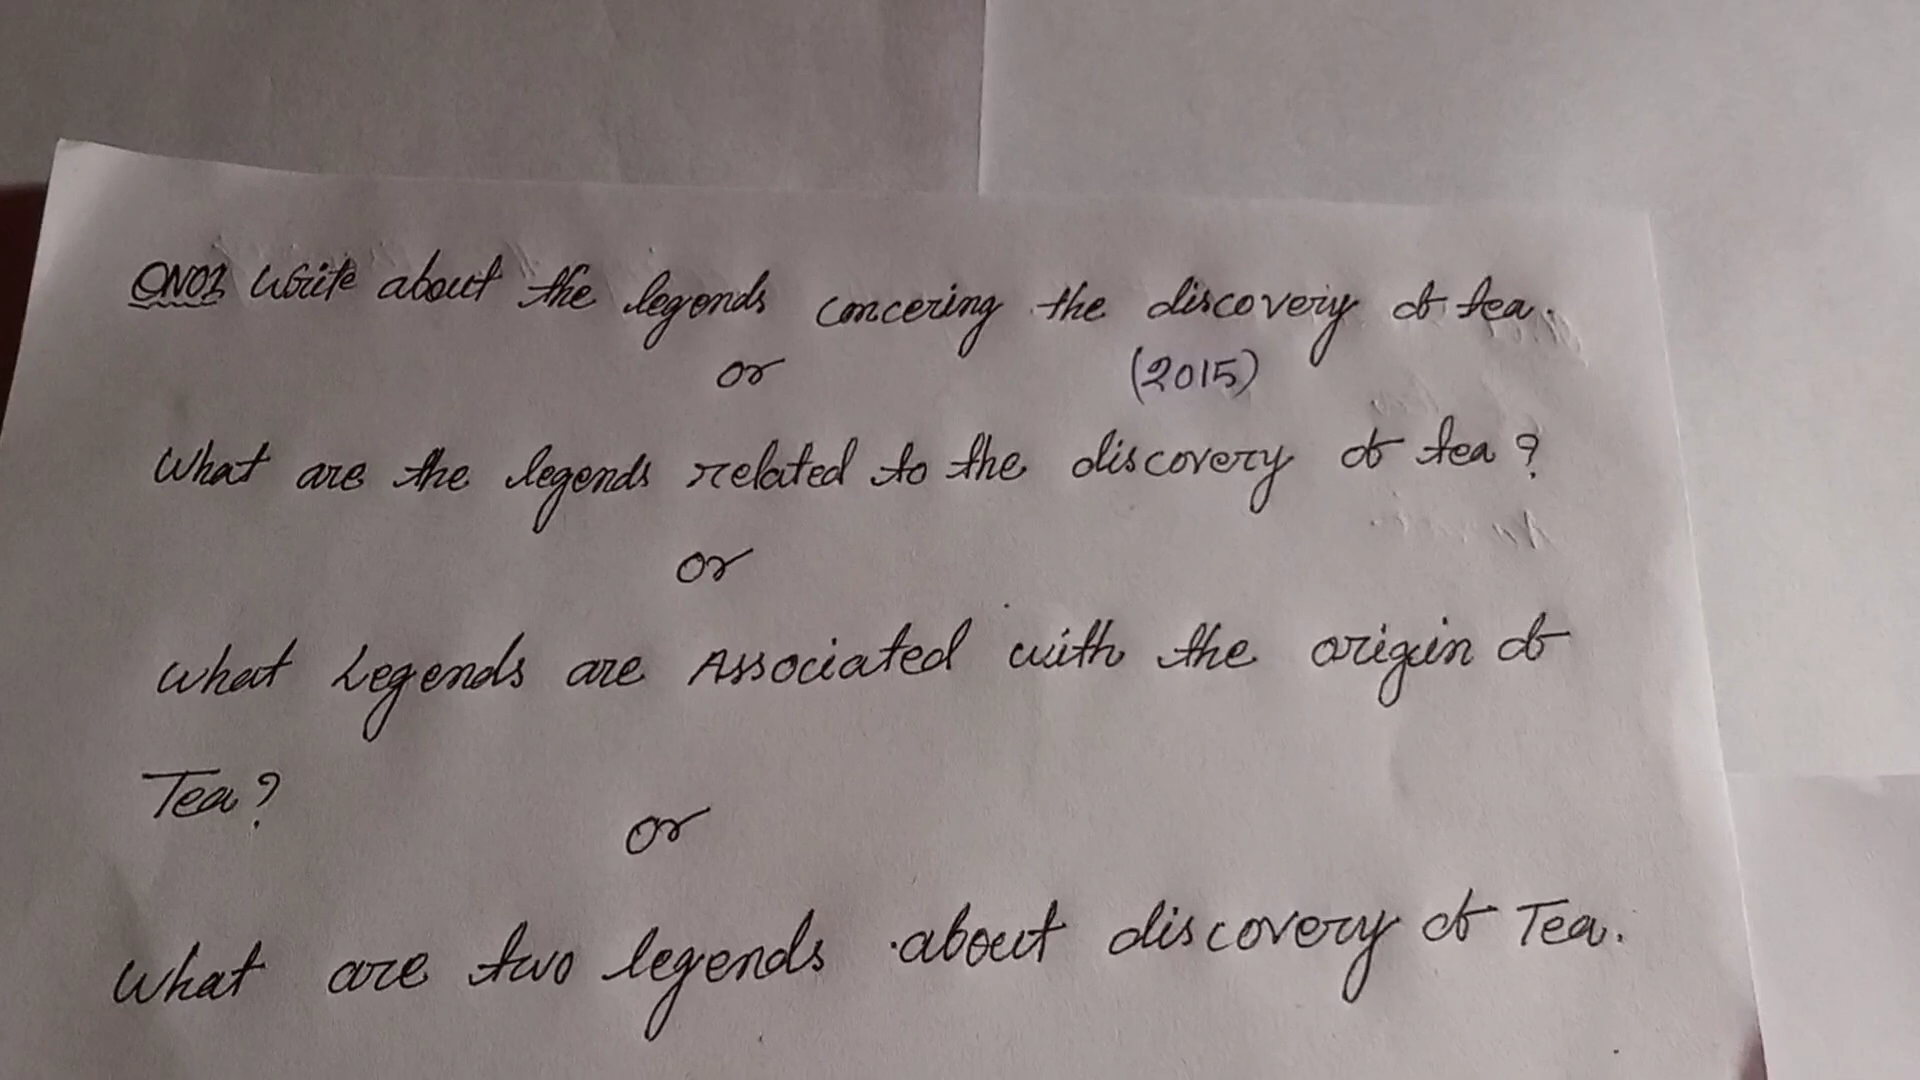 QNO1 Write about the legends concering the discovery of tea.
or (2015)
What are the legends related to the discovery of tea?
or
What Legends are Associated with the origin of
Tea?
or
What are two legends about discovery of Tea.